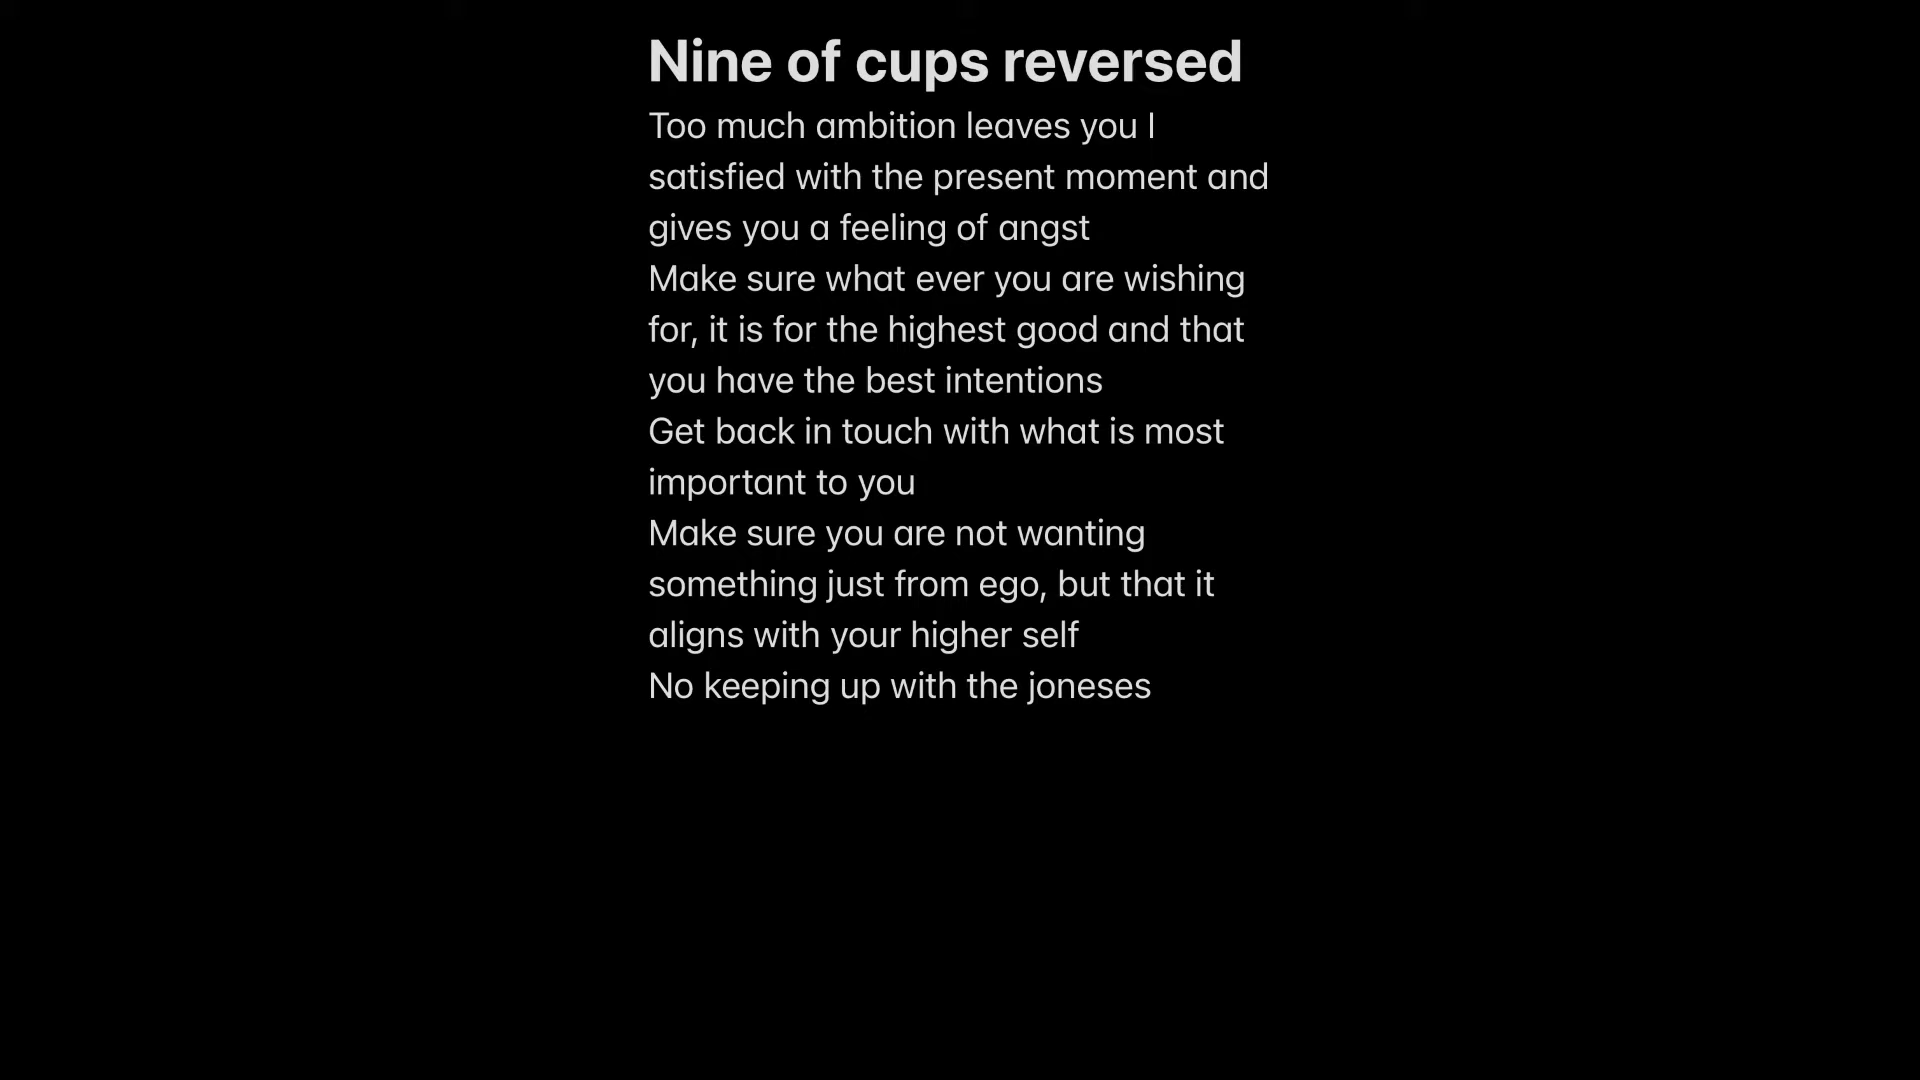 Nine of cups reversed
Too much ambition leaves you I
satisfied with the present moment and
gives you a feeling of angst
Make sure what ever you are wishing
for, it is for the highest good and that
you have the best intentions
Get back in touch with what is most
important to you
Make sure you are not wanting
something just from ego, but that it
aligns with your higher self
No keeping up with the joneses